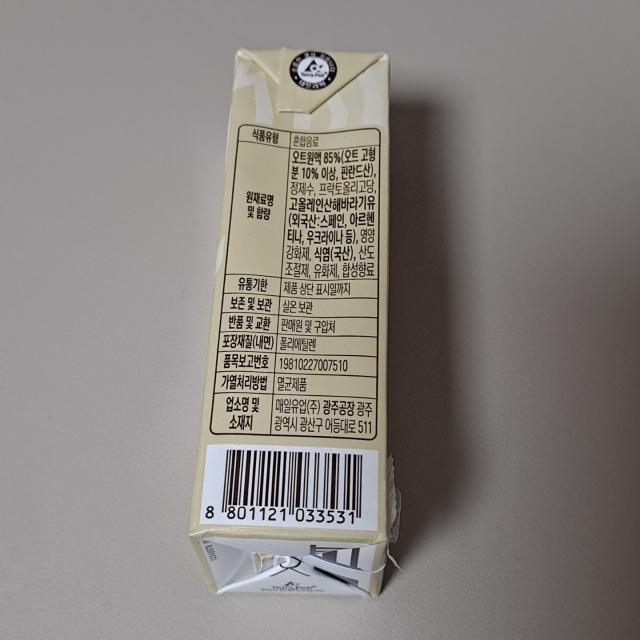 Tetra Pak
식품유형 혼합음료
원재료명 및 함량
오트원액 85%(오트 고형
분 10% 이상, 핀란드산),
정제수, 프락토올리고당,
고올레인산해바라기유
(외국산:스페인, 아르헨
티나, 우크라이나 등), 영양
강화제, 식염(국산), 산도
조절제, 유화제, 합성향료
유통기한 제품 상단 표시일까지
보존 및 보관 실온 보관
반품 및 교환 판매원 및 구입처
포장재질(내면) 폴리에틸렌
품목보고번호 19810227007510
가열처리방법 멸균제품
업소명 및 소재지
매일유업(주) 광주공장 광주
광역시 광산구 어등대로 511
8 801121 033531
Tetra Pak